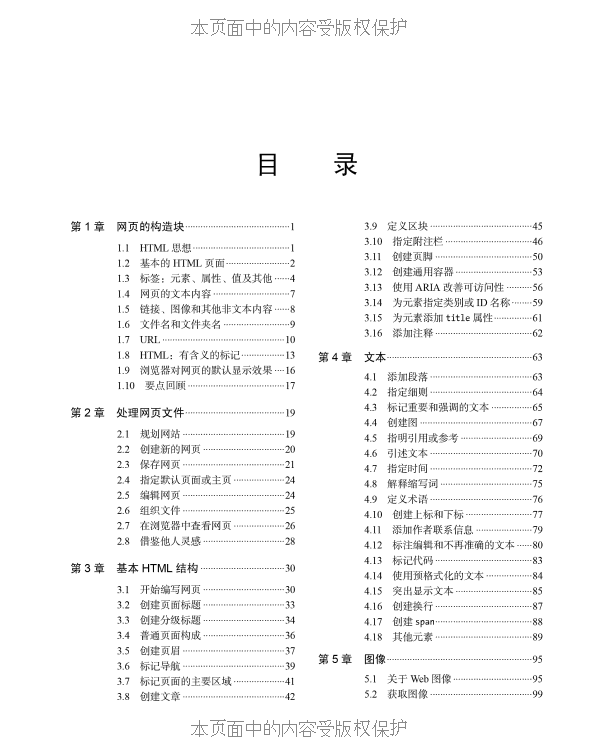 本页面中的内容受版权保护
目 录
第 1 章 网页的构造块 1
1.1 HTML 思想 1
1.2 基本的 HTML 页面 2
1.3 标签：元素、属性、值及其他 4
1.4 网页的文本内容 7
1.5 链接、图像和其他非文本内容 8
1.6 文件名和文件夹名 9
1.7 URL 10
1.8 HTML：有含义的标记 13
1.9 浏览器对网页的默认显示效果 16
1.10 要点回顾 17
第 2 章 处理网页文件 19
2.1 规划网站 19
2.2 创建新的网页 20
2.3 保存网页 21
2.4 指定默认页面或主页 24
2.5 编辑网页 24
2.6 组织文件 25
2.7 在浏览器中查看网页 26
2.8 借鉴他人灵感 28
第 3 章 基本 HTML 结构 30
3.1 开始编写网页 30
3.2 创建页面标题 33
3.3 创建分级标题 34
3.4 普通页面构成 36
3.5 创建页眉 37
3.6 标记导航 39
3.7 标记页面的主要区域 41
3.8 创建文章 42
3.9 定义区块 45
3.10 指定附注栏 46
3.11 创建页脚 50
3.12 创建通用容器 53
3.13 使用 ARIA 改善可访问性 56
3.14 为元素指定类别或 ID 名称 59
3.15 为元素添加 title 属性 61
3.16 添加注释 62
第 4 章 文本 63
4.1 添加段落 63
4.2 指定细则 64
4.3 标记重要和强调的文本 65
4.4 创建图 67
4.5 指明引用或参考 69
4.6 引述文本 70
4.7 指定时间 72
4.8 解释缩写词 75
4.9 定义术语 76
4.10 创建上标和下标 77
4.11 添加作者联系信息 79
4.12 标注编辑和不再准确的文本 80
4.13 标记代码 83
4.14 使用预格式化的文本 84
4.15 突出显示文本 85
4.16 创建换行 87
4.17 创建 span 88
4.18 其他元素 89
第 5 章 图像 95
5.1 关于 Web 图像 95
5.2 获取图像 99
本页面中的内容受版权保护